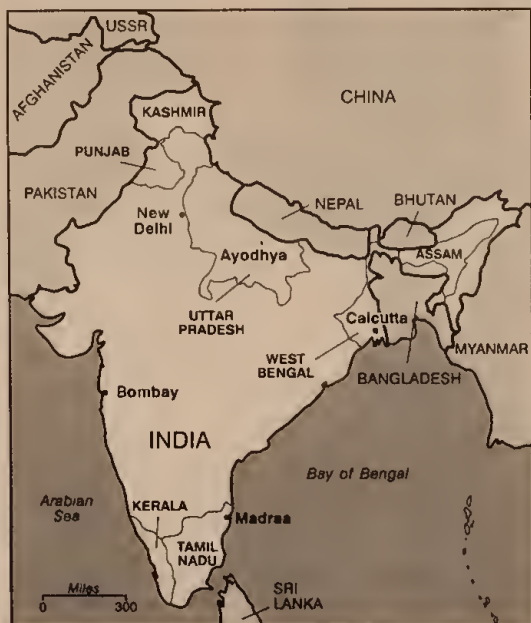 USSR
AFGHANISTAN
CHINA
KASHMIR
PUNJAB
PAKISTAN
New
Delhi
NEPAL
BHUTAN
ASSAM
Ayodhya
UTTAR
PRADESH
Calcutta
WEST
BENGAL
MYANMAR
BANGLADESH
Bombay
INDIA
Bay of Bengal
Arabian
Sea
KERALA
Madraa
TAMIL
NADU
Miles
0 300
SRI
LANKA